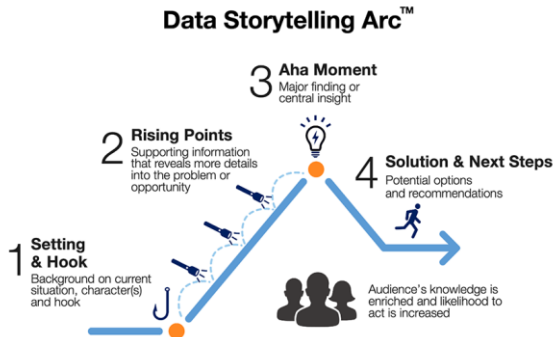 Data Storytelling Arc™
3 Aha Moment
Major finding or
central insight
2 Rising Points
Supporting information
that reveals more details
into the problem or
opportunity
4 Solution & Next Steps
Potential options
and recommendations
1 Setting
& Hook
Background on current
situation, character(s)
and hook
Audience's knowledge is
enriched and likelihood to
act is increased